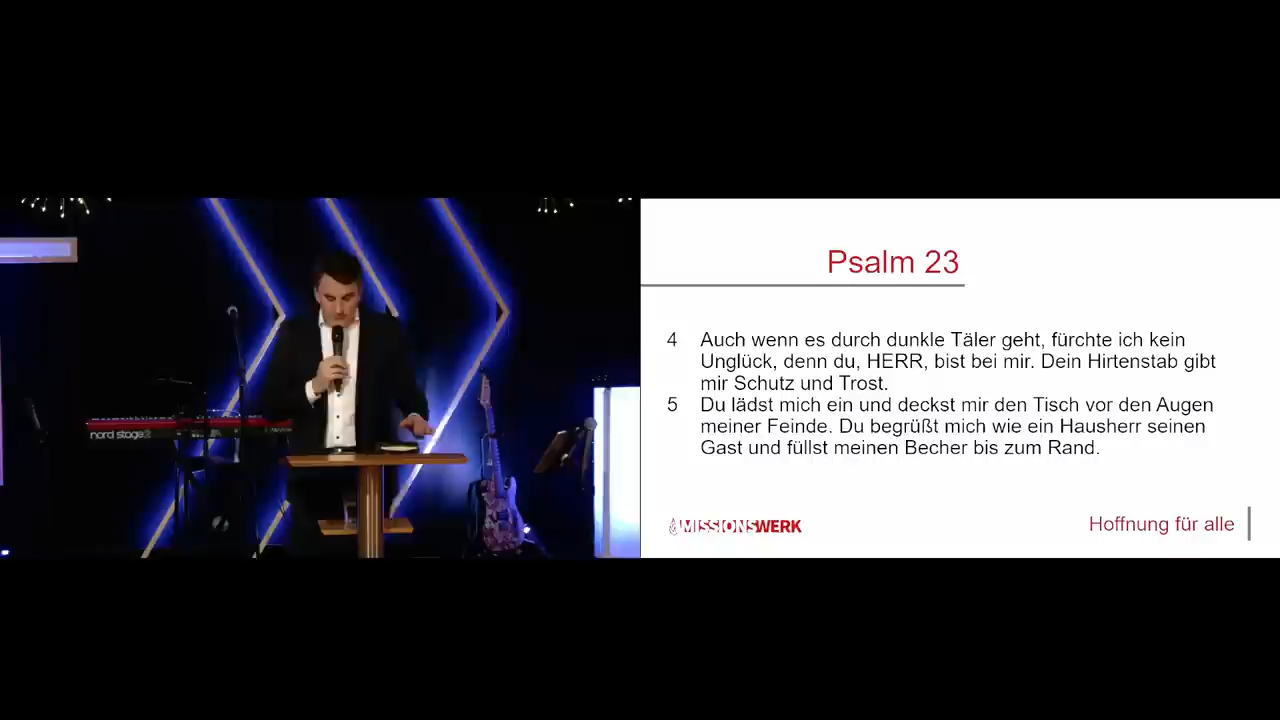 nord stage2
Psalm 23
4 Auch wenn es durch dunkle Täler geht, fürchte ich kein
Unglück, denn du, HERR, bist bei mir. Dein Hirtenstab gibt
mir Schutz und Trost.
5 Du lädst mich ein und deckst mir den Tisch vor den Augen
meiner Feinde. Du begrüßt mich wie ein Hausherr seinen
Gast und füllst meinen Becher bis zum Rand.
MISSIONSWERK
Hoffnung für alle